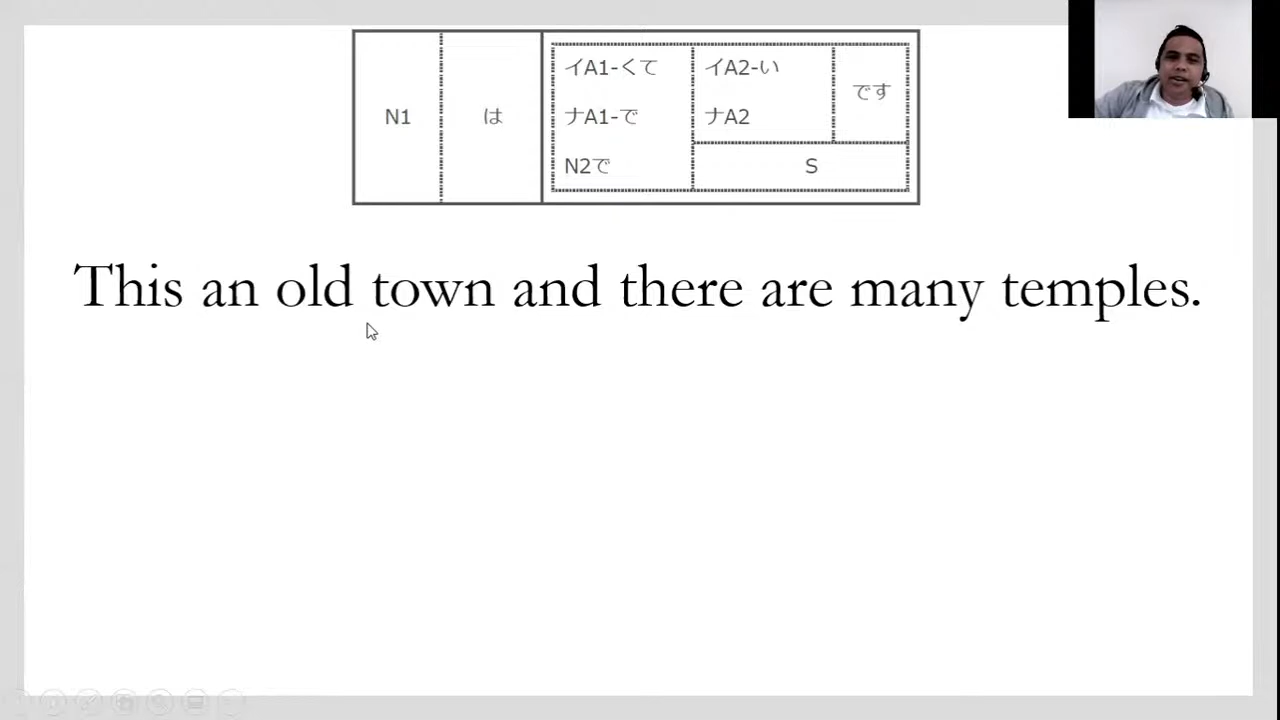 N1 は イA1-くて イA2-い です
ナA1-で ナA2
N2で S
This an old town and there are many temples.